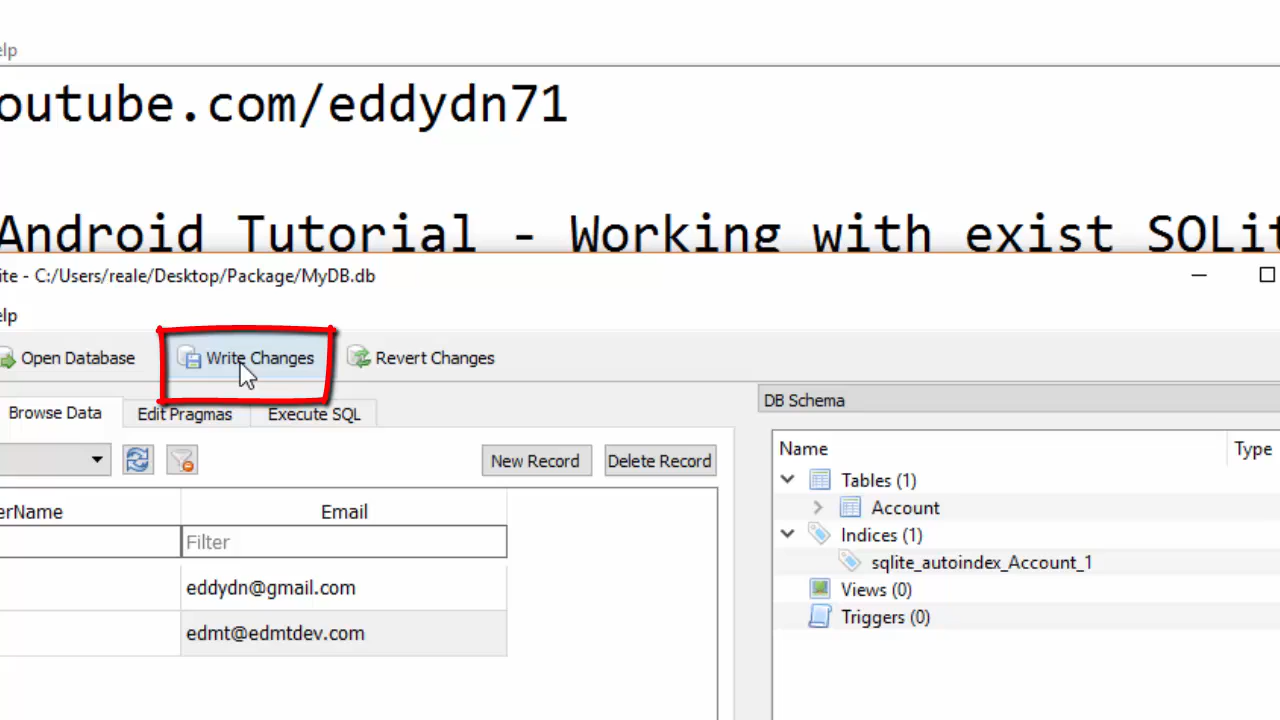 elp
outube.com/eddydn71
Android Tutorial - Working with exist SQLit
ite - C:/Users/reale/Desktop/Package/MyDB.db
elp
Open Database Write Changes Revert Changes
Browse Data Edit Pragmas Execute SQL
DB Schema
New Record Delete Record
Name Type
Tables (1)
Account
Indices (1)
sqlite_autoindex_Account_1
Views (0)
Triggers (0)
erName Email
Filter
eddydn@gmail.com
edmt@edmtdev.com